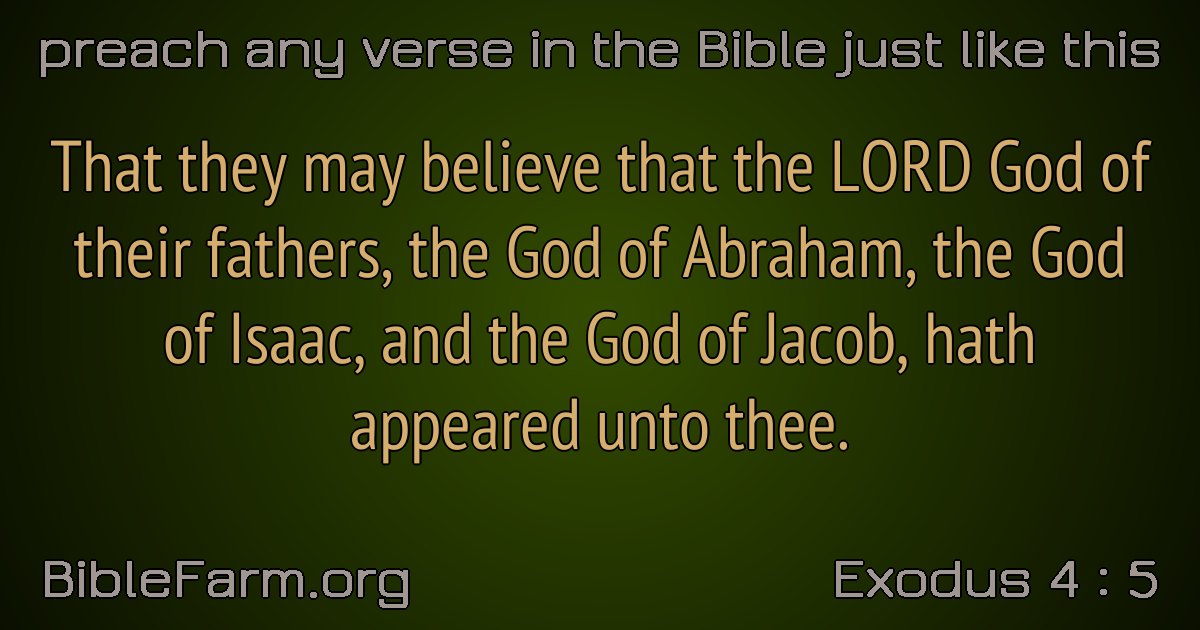 preach any verse in the Bible just like this
That they may believe that the LORD God of
their fathers, the God of Abraham, the God
of Isaac, and the God of Jacob, hath
appeared unto thee.
BibleFarm.org
Exodus 4 : 5